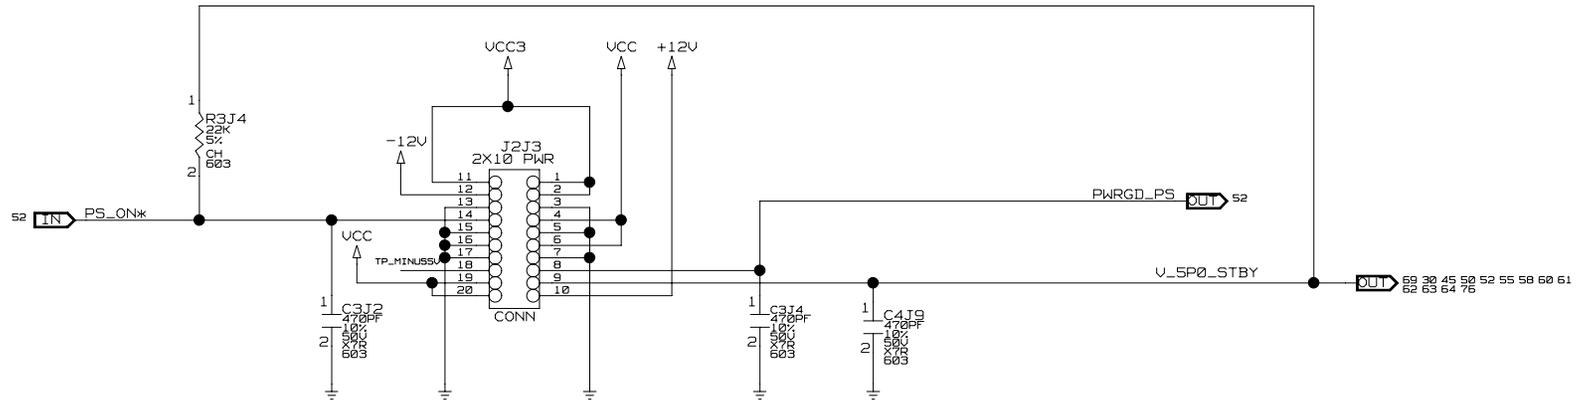 VCC3
VCC
+12V
1
R3J4
22K
5%
CH
603
2
-12V
J2J3
2X10 PWR
11
12
13
14
15
16
17
18
19
20
1
2
3
4
5
6
7
8
9
10
CONN
52
IN
PS_ON*
VCC
TP_MINUS5V
PWRGD_PS
OUT
52
V_5P0_STBY
OUT
69 30 45 50 52 55 58 60 61
62 63 64 76
1
C3J2
470PF
10%
50V
X7R
603
2
1
C3J4
470PF
10%
50V
X7R
603
2
1
C4J9
470PF
10%
50V
X7R
603
2